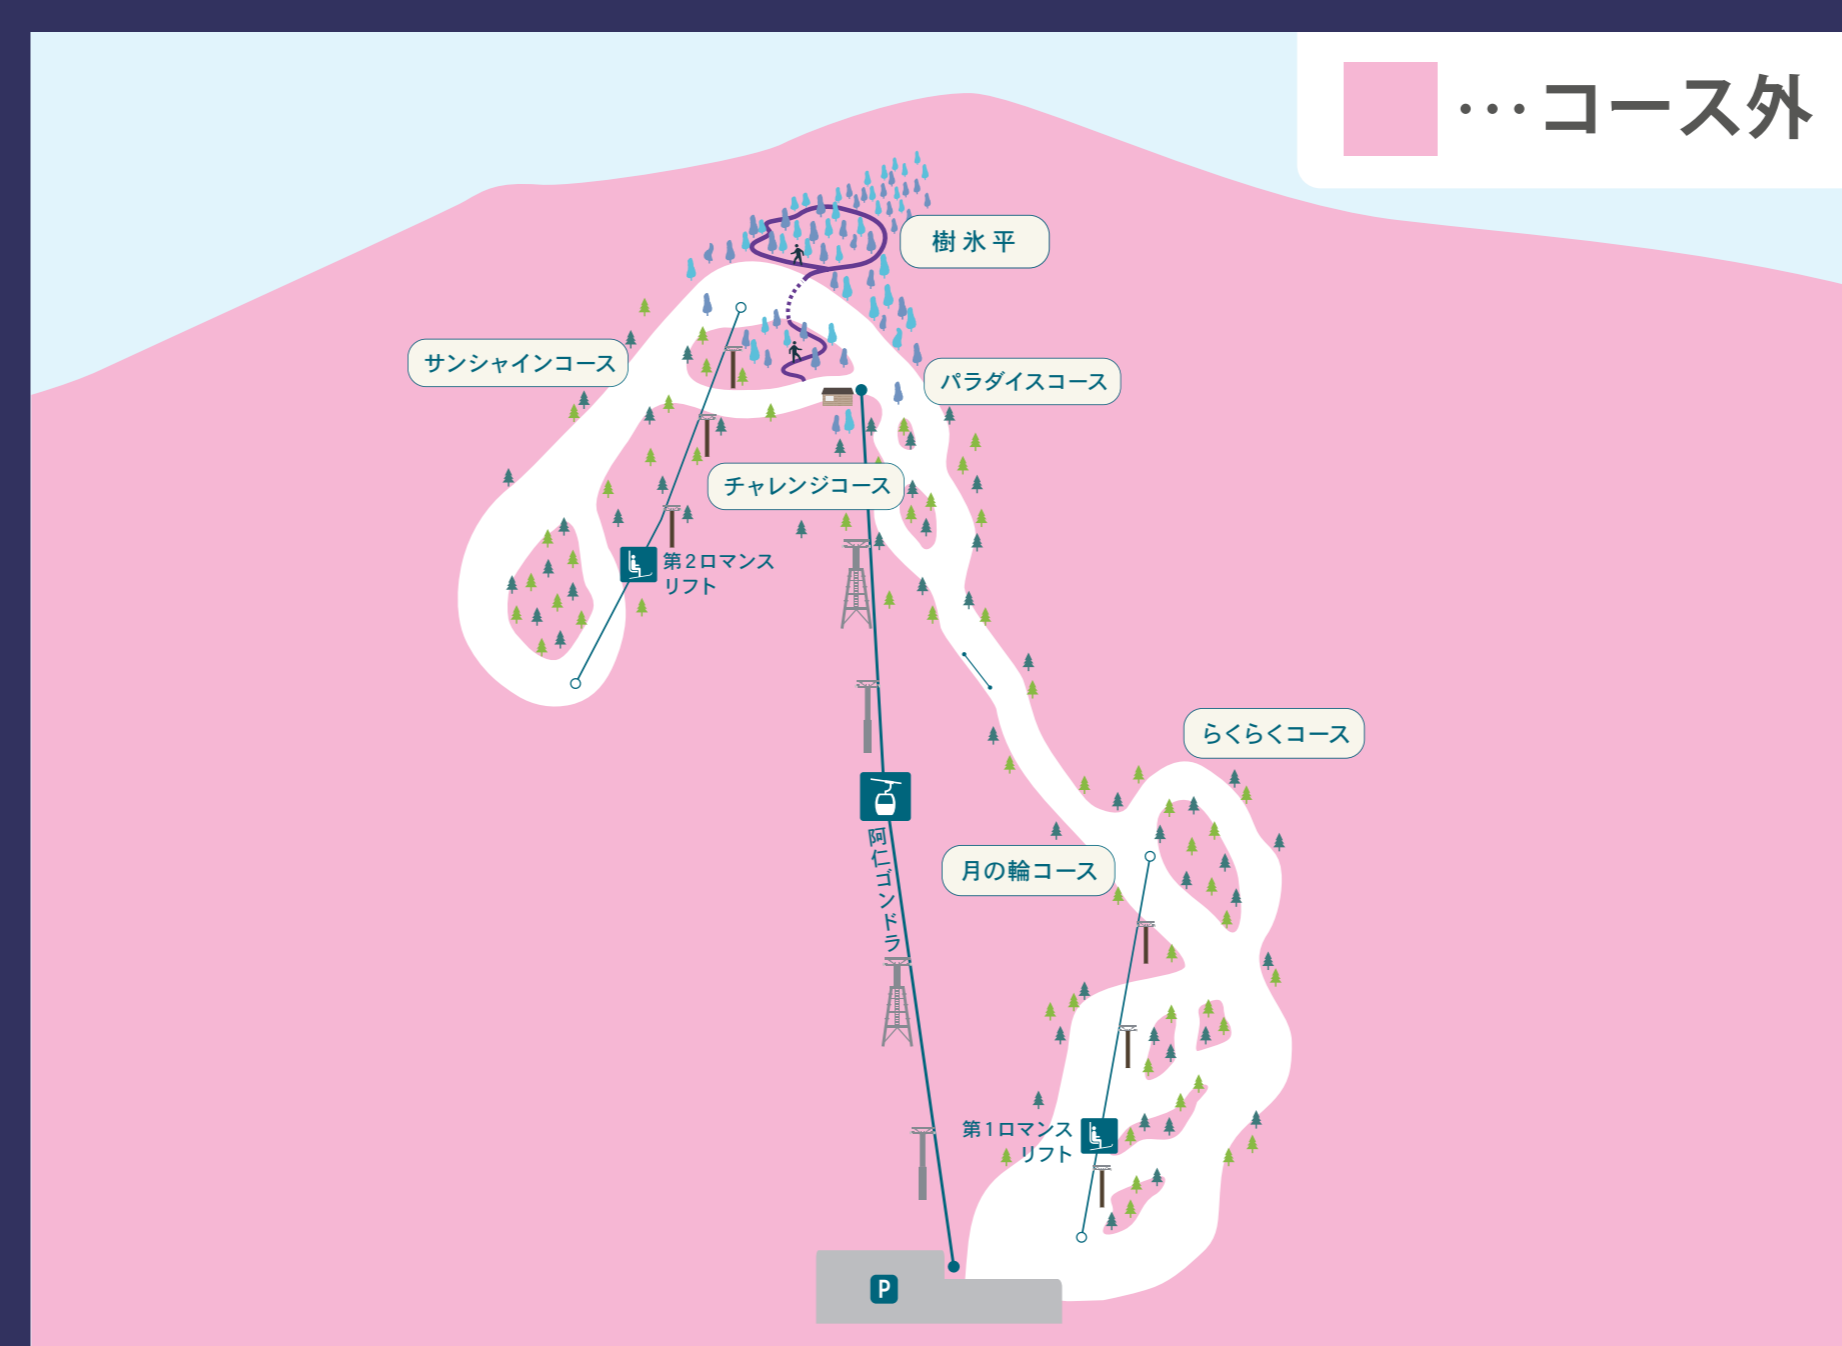 …コース外
樹氷平
サンシャインコース
パラダイスコース
チャレンジコース
第2ロマンス
リフト
らくらくコース
阿仁ゴンドラ
月の輪コース
第1ロマンス
リフト
P